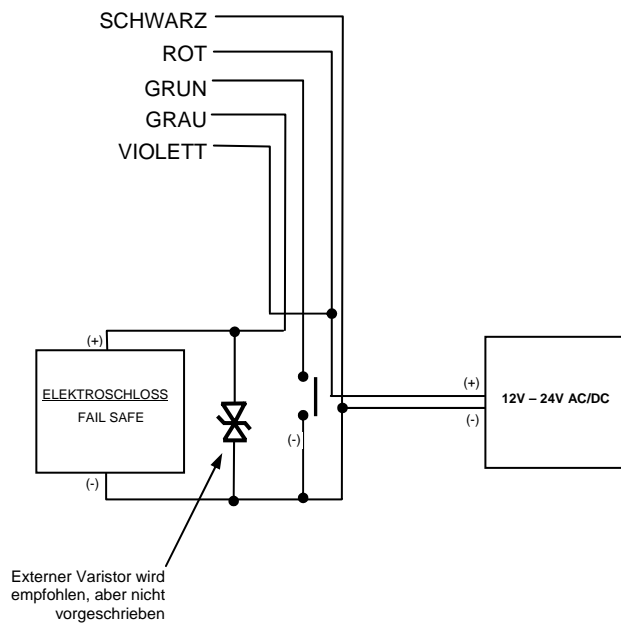 SCHWARZ
ROT
GRUN
GRAU
VIOLETT
(+)
ELEKTROSCHLOSS
FAIL SAFE
(-)
(-)
(+)
12V – 24V AC/DC
(-)
Externer Varistor wird
empfohlen, aber nicht
vorgeschrieben